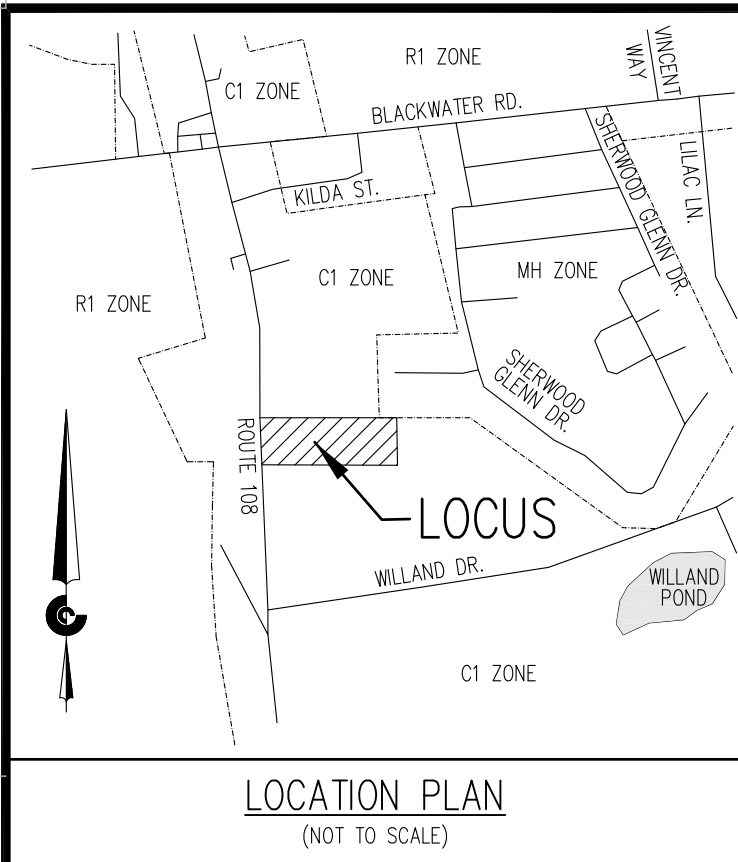 R1 ZONE
VINCENT
WAY
C1 ZONE
BLACKWATER RD.
SHERWOOD GLENN DR.
LILAC LN.
KILDA ST.
C1 ZONE
MH ZONE
R1 ZONE
SHERWOOD
GLENN DR.
ROUTE 108
LOCUS
WILLAND DR.
WILLAND
POND
C1 ZONE
LOCATION PLAN
(NOT TO SCALE)